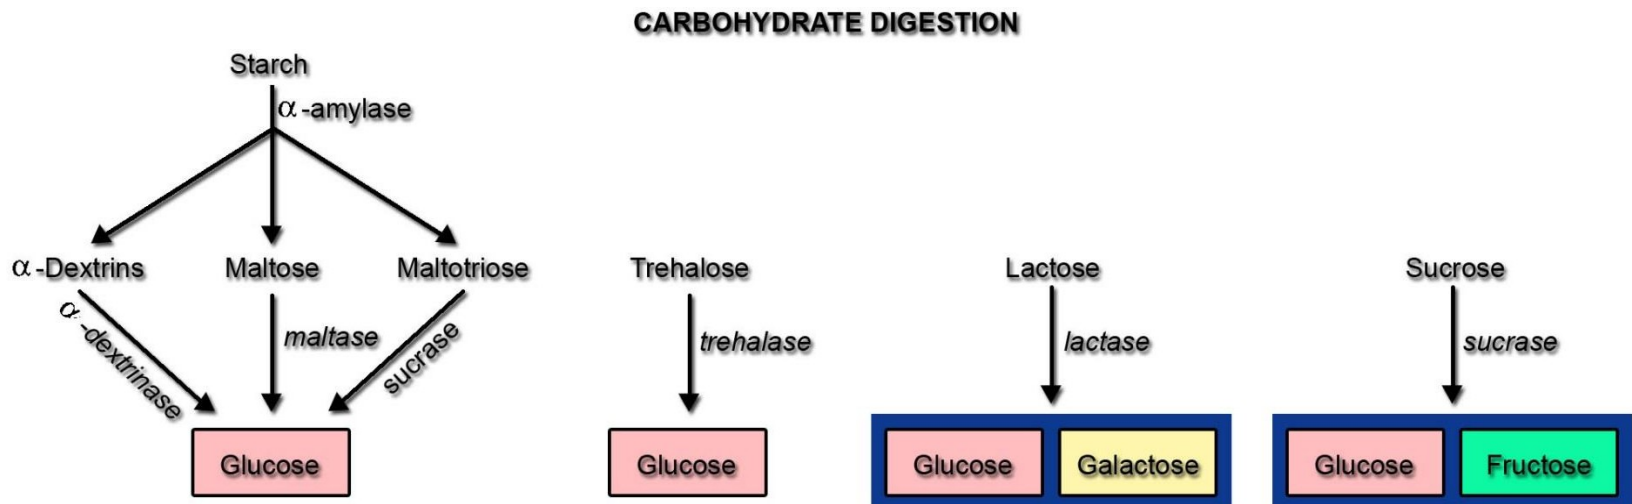 CARBOHYDRATE DIGESTION
Starch
α-amylase
α-Dextrins Maltose Maltotriose Trehalose Lactose Sucrose
α-dextrinase maltase sucrase trehalase lactase sucrase
Glucose Glucose Glucose Galactose Glucose Fructose